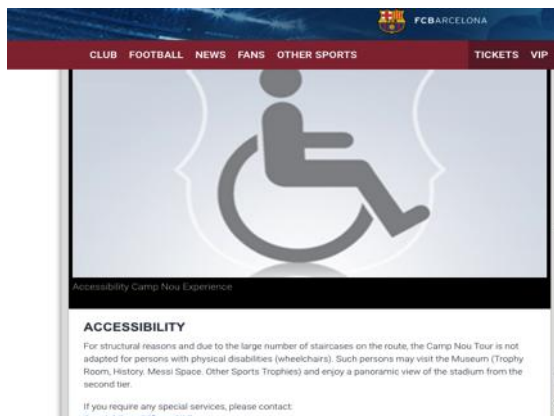 FCBARCELONA
CLUB FOOTBALL NEWS FANS OTHER SPORTS TICKETS VIP
Accessibility Camp Nou Experience
ACCESSIBILITY
For structural reasons and due to the large number of staircases on the route, the Camp Nou Tour is not
adapted for persons with physical disabilities (wheelchairs). Such persons may visit the Museum (Trophy
Room, History. Messi Space. Other Sports Trophies) and enjoy a panoramic view of the stadium from the
second tier.
If you require any special services, please contact: